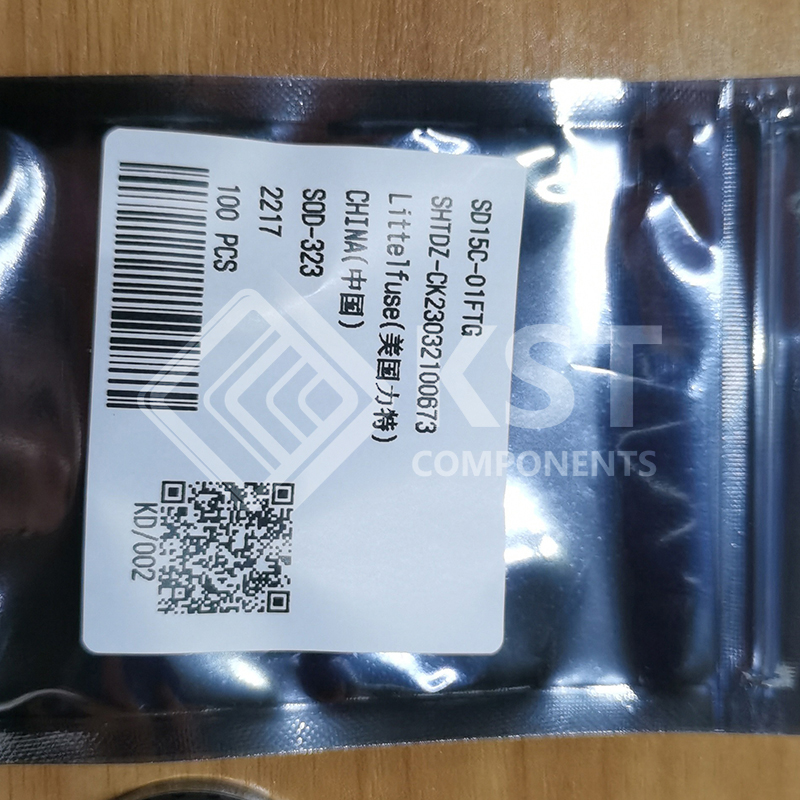 SD15C-01FTG
SHTDZ-CK23032100673
Littelfuse(美国力特)
CHINA(中国)
SOD-323
2217
100 PCS
KD/002
KST
COMPONENTS